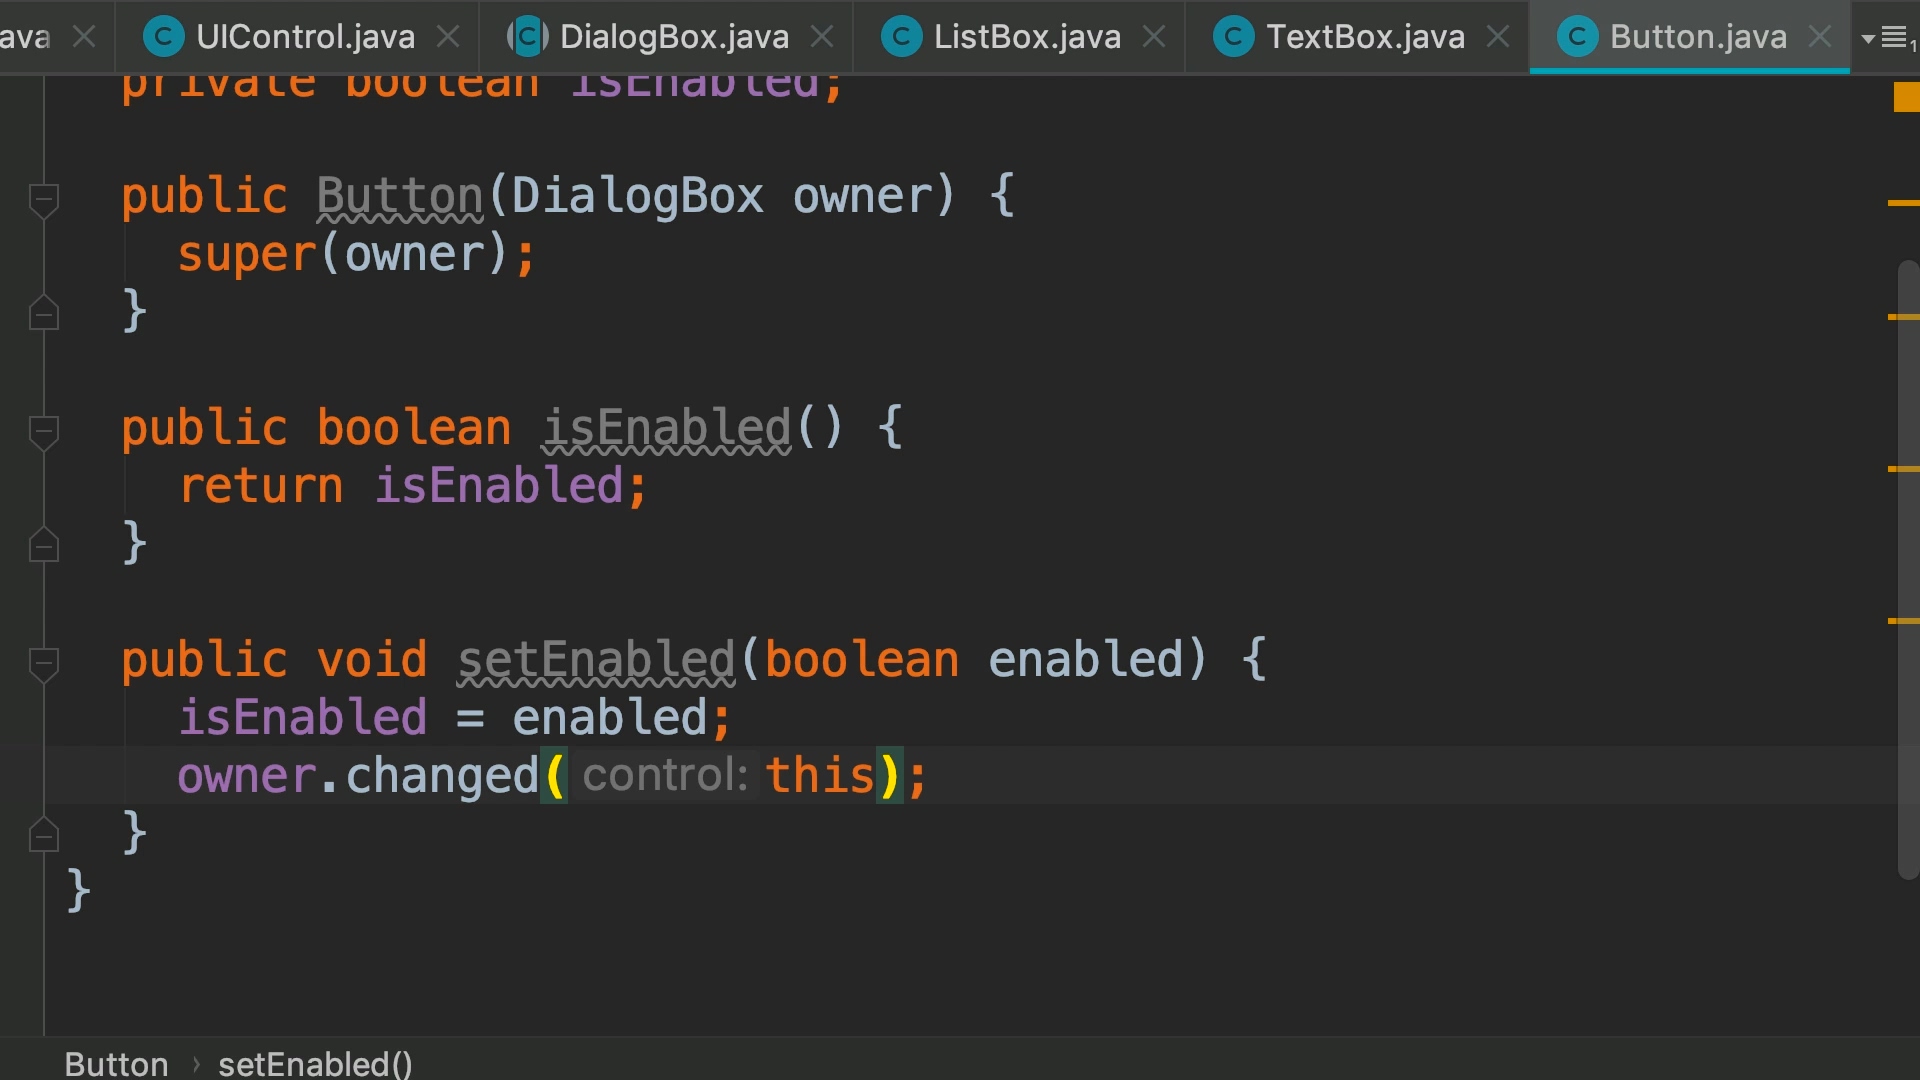 ava UIControl.java DialogBox.java ListBox.java TextBox.java Button.java 1
private boolean isEnabled;
public Button(DialogBox owner) {
super(owner);
}
public boolean isEnabled() {
return isEnabled;
}
public void setEnabled(boolean enabled) {
isEnabled = enabled;
owner.changed( control: this);
}
}
Button › setEnabled()